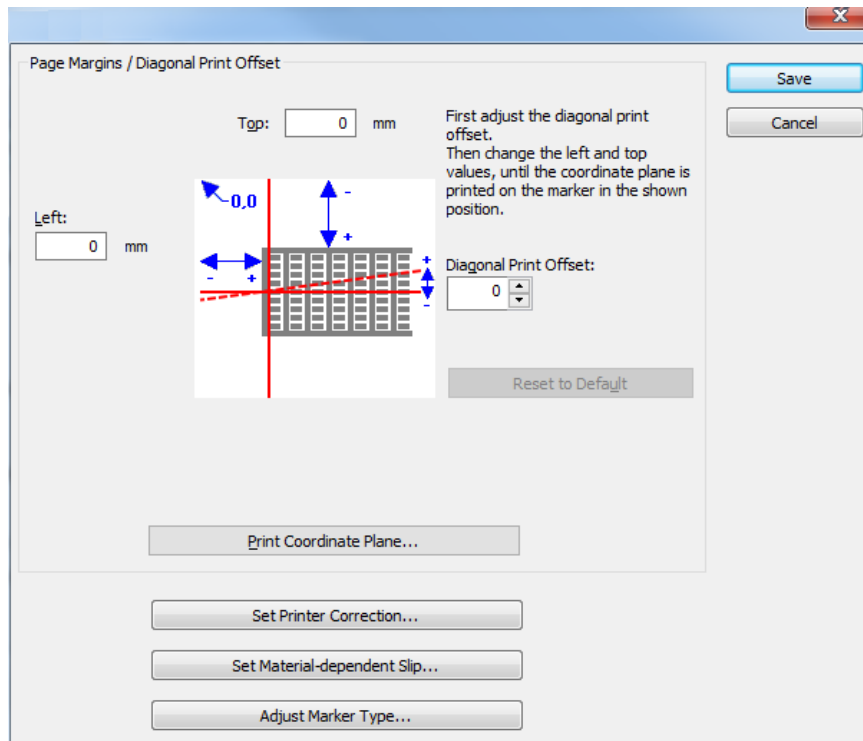 Page Margins / Diagonal Print Offset
Top: 0 mm
First adjust the diagonal print
offset.
Then change the left and top
values, until the coordinate plane is
printed on the marker in the shown
position.
Save
Cancel
-0,0
-
+
Left:
0 mm
- +
+
-
Diagonal Print Offset:
0
Reset to Default
Print Coordinate Plane...
Set Printer Correction...
Set Material-dependent Slip...
Adjust Marker Type...